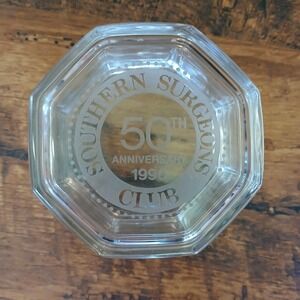 SOUTHERN SURGEONS
50TH
ANNIVERSARY
1990
CLUB